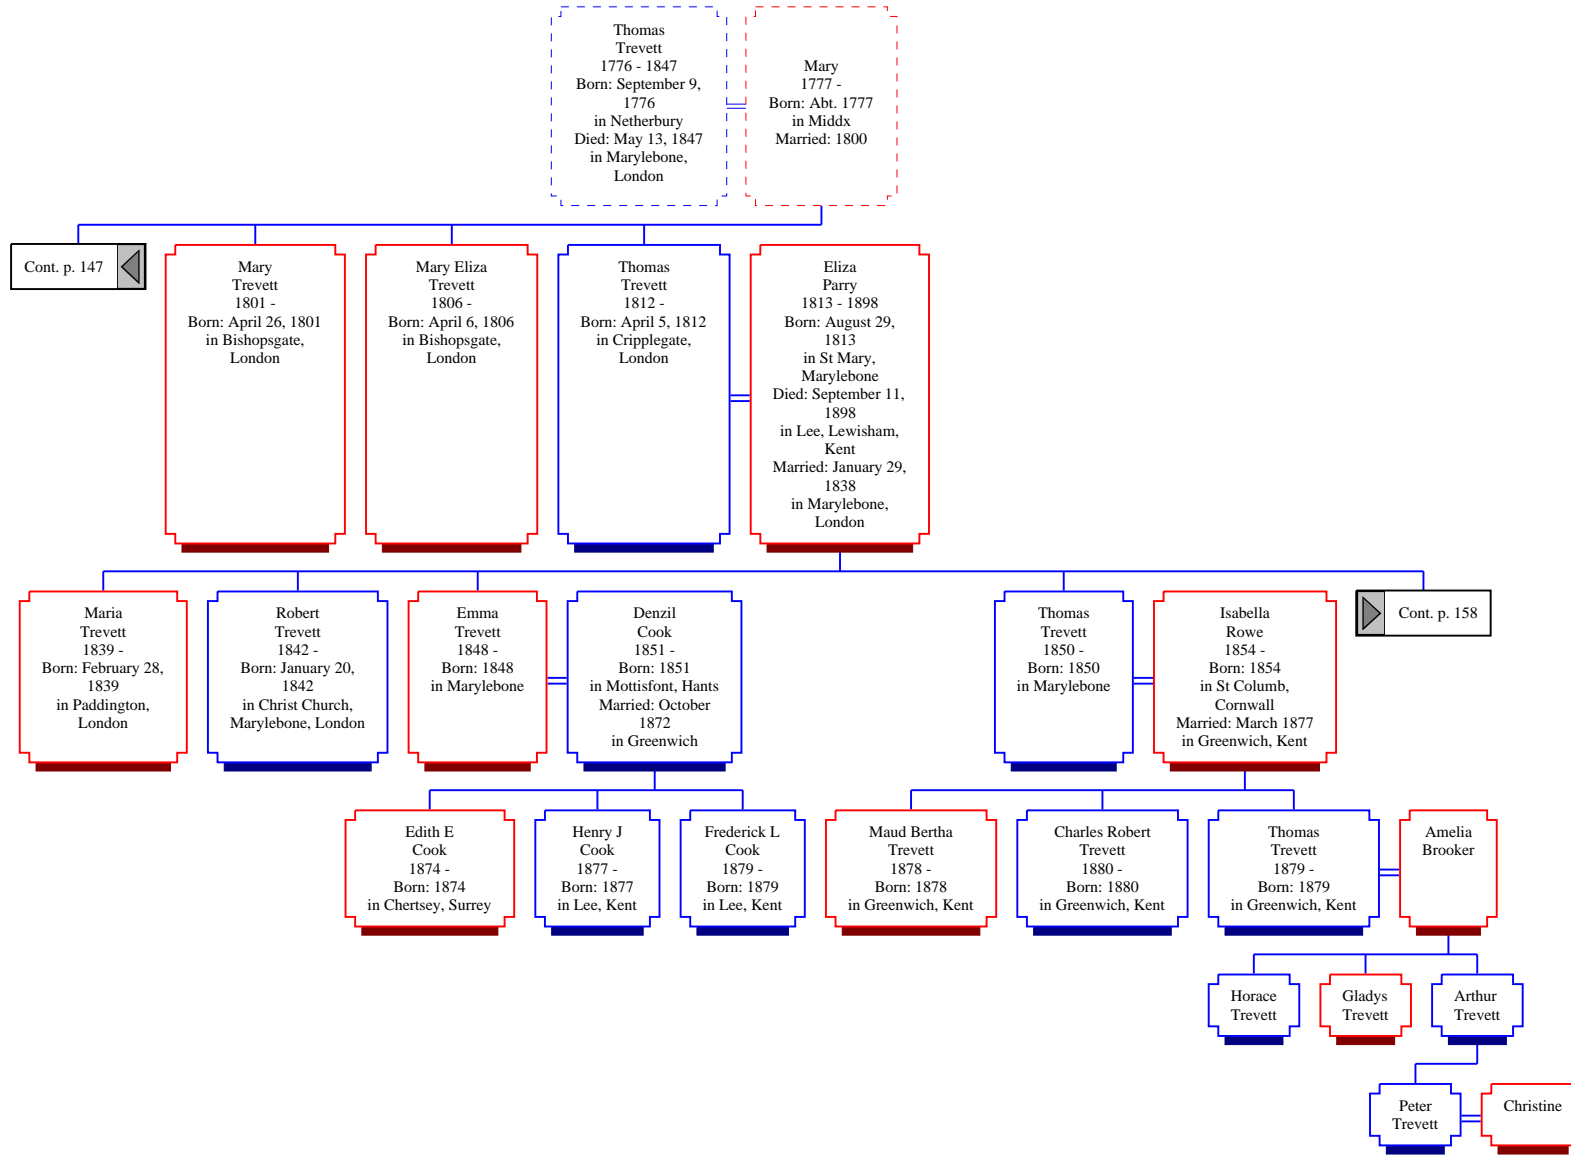 Thomas
Trevett
1776 - 1847
Born: September 9,
1776
in Netherbury
Died: May 13, 1847
in Marylebone,
London
Mary
1777 -
Born: Abt. 1777
in Middx
Married: 1800
Cont. p. 147
Mary
Trevett
1801 -
Born: April 26, 1801
in Bishopsgate,
London
Mary Eliza
Trevett
1806 -
Born: April 6, 1806
in Bishopsgate,
London
Thomas
Trevett
1812 -
Born: April 5, 1812
in Cripplegate,
London
Eliza
Parry
1813 - 1898
Born: August 29,
1813
in St Mary,
Marylebone
Died: September 11,
1898
in Lee, Lewisham,
Kent
Married: January 29,
1838
in Marylebone,
London
Maria
Trevett
1839 -
Born: February 28,
1839
in Paddington,
London
Robert
Trevett
1842 -
Born: January 20,
1842
in Christ Church,
Marylebone, London
Emma
Trevett
1848 -
Born: 1848
in Marylebone
Denzil
Cook
1851 -
Born: 1851
in Mottisfont, Hants
Married: October
1872
in Greenwich
Thomas
Trevett
1850 -
Born: 1850
in Marylebone
Isabella
Rowe
1854 -
Born: 1854
in St Columb,
Cornwall
Married: March 1877
in Greenwich, Kent
Cont. p. 158
Edith E
Cook
1874 -
Born: 1874
in Chertsey, Surrey
Henry J
Cook
1877 -
Born: 1877
in Lee, Kent
Frederick L
Cook
1879 -
Born: 1879
in Lee, Kent
Maud Bertha
Trevett
1878 -
Born: 1878
in Greenwich, Kent
Charles Robert
Trevett
1880 -
Born: 1880
in Greenwich, Kent
Thomas
Trevett
1879 -
Born: 1879
in Greenwich, Kent
Amelia
Brooker
Horace
Trevett
Gladys
Trevett
Arthur
Trevett
Peter
Trevett
Christine